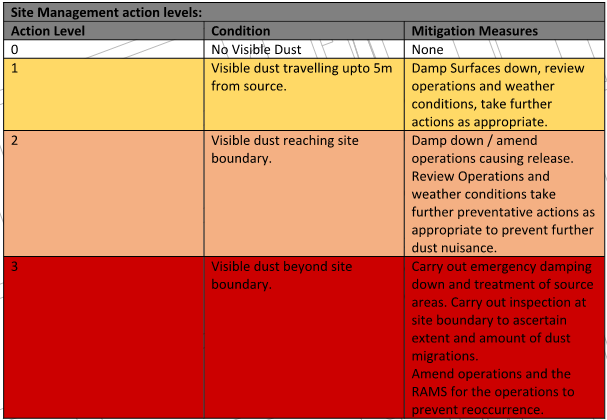 Site Management action levels:
Action Level Condition Mitigation Measures
0 No Visible Dust None
1 Visible dust travelling upto 5m Damp Surfaces down, review
from source. operations and weather
conditions, take further
actions as appropriate.
2 Visible dust reaching site Damp down / amend
boundary. operations causing release.
Review Operations and
weather conditions take
further preventative actions as
appropriate to prevent further
dust nuisance.
3 Visible dust beyond site Carry out emergency damping
boundary. down and treatment of source
areas. Carry out inspection at
site boundary to ascertain
extent and amount of dust
migrations.
Amend operations and the
RAMS for the operations to
prevent reoccurrence.